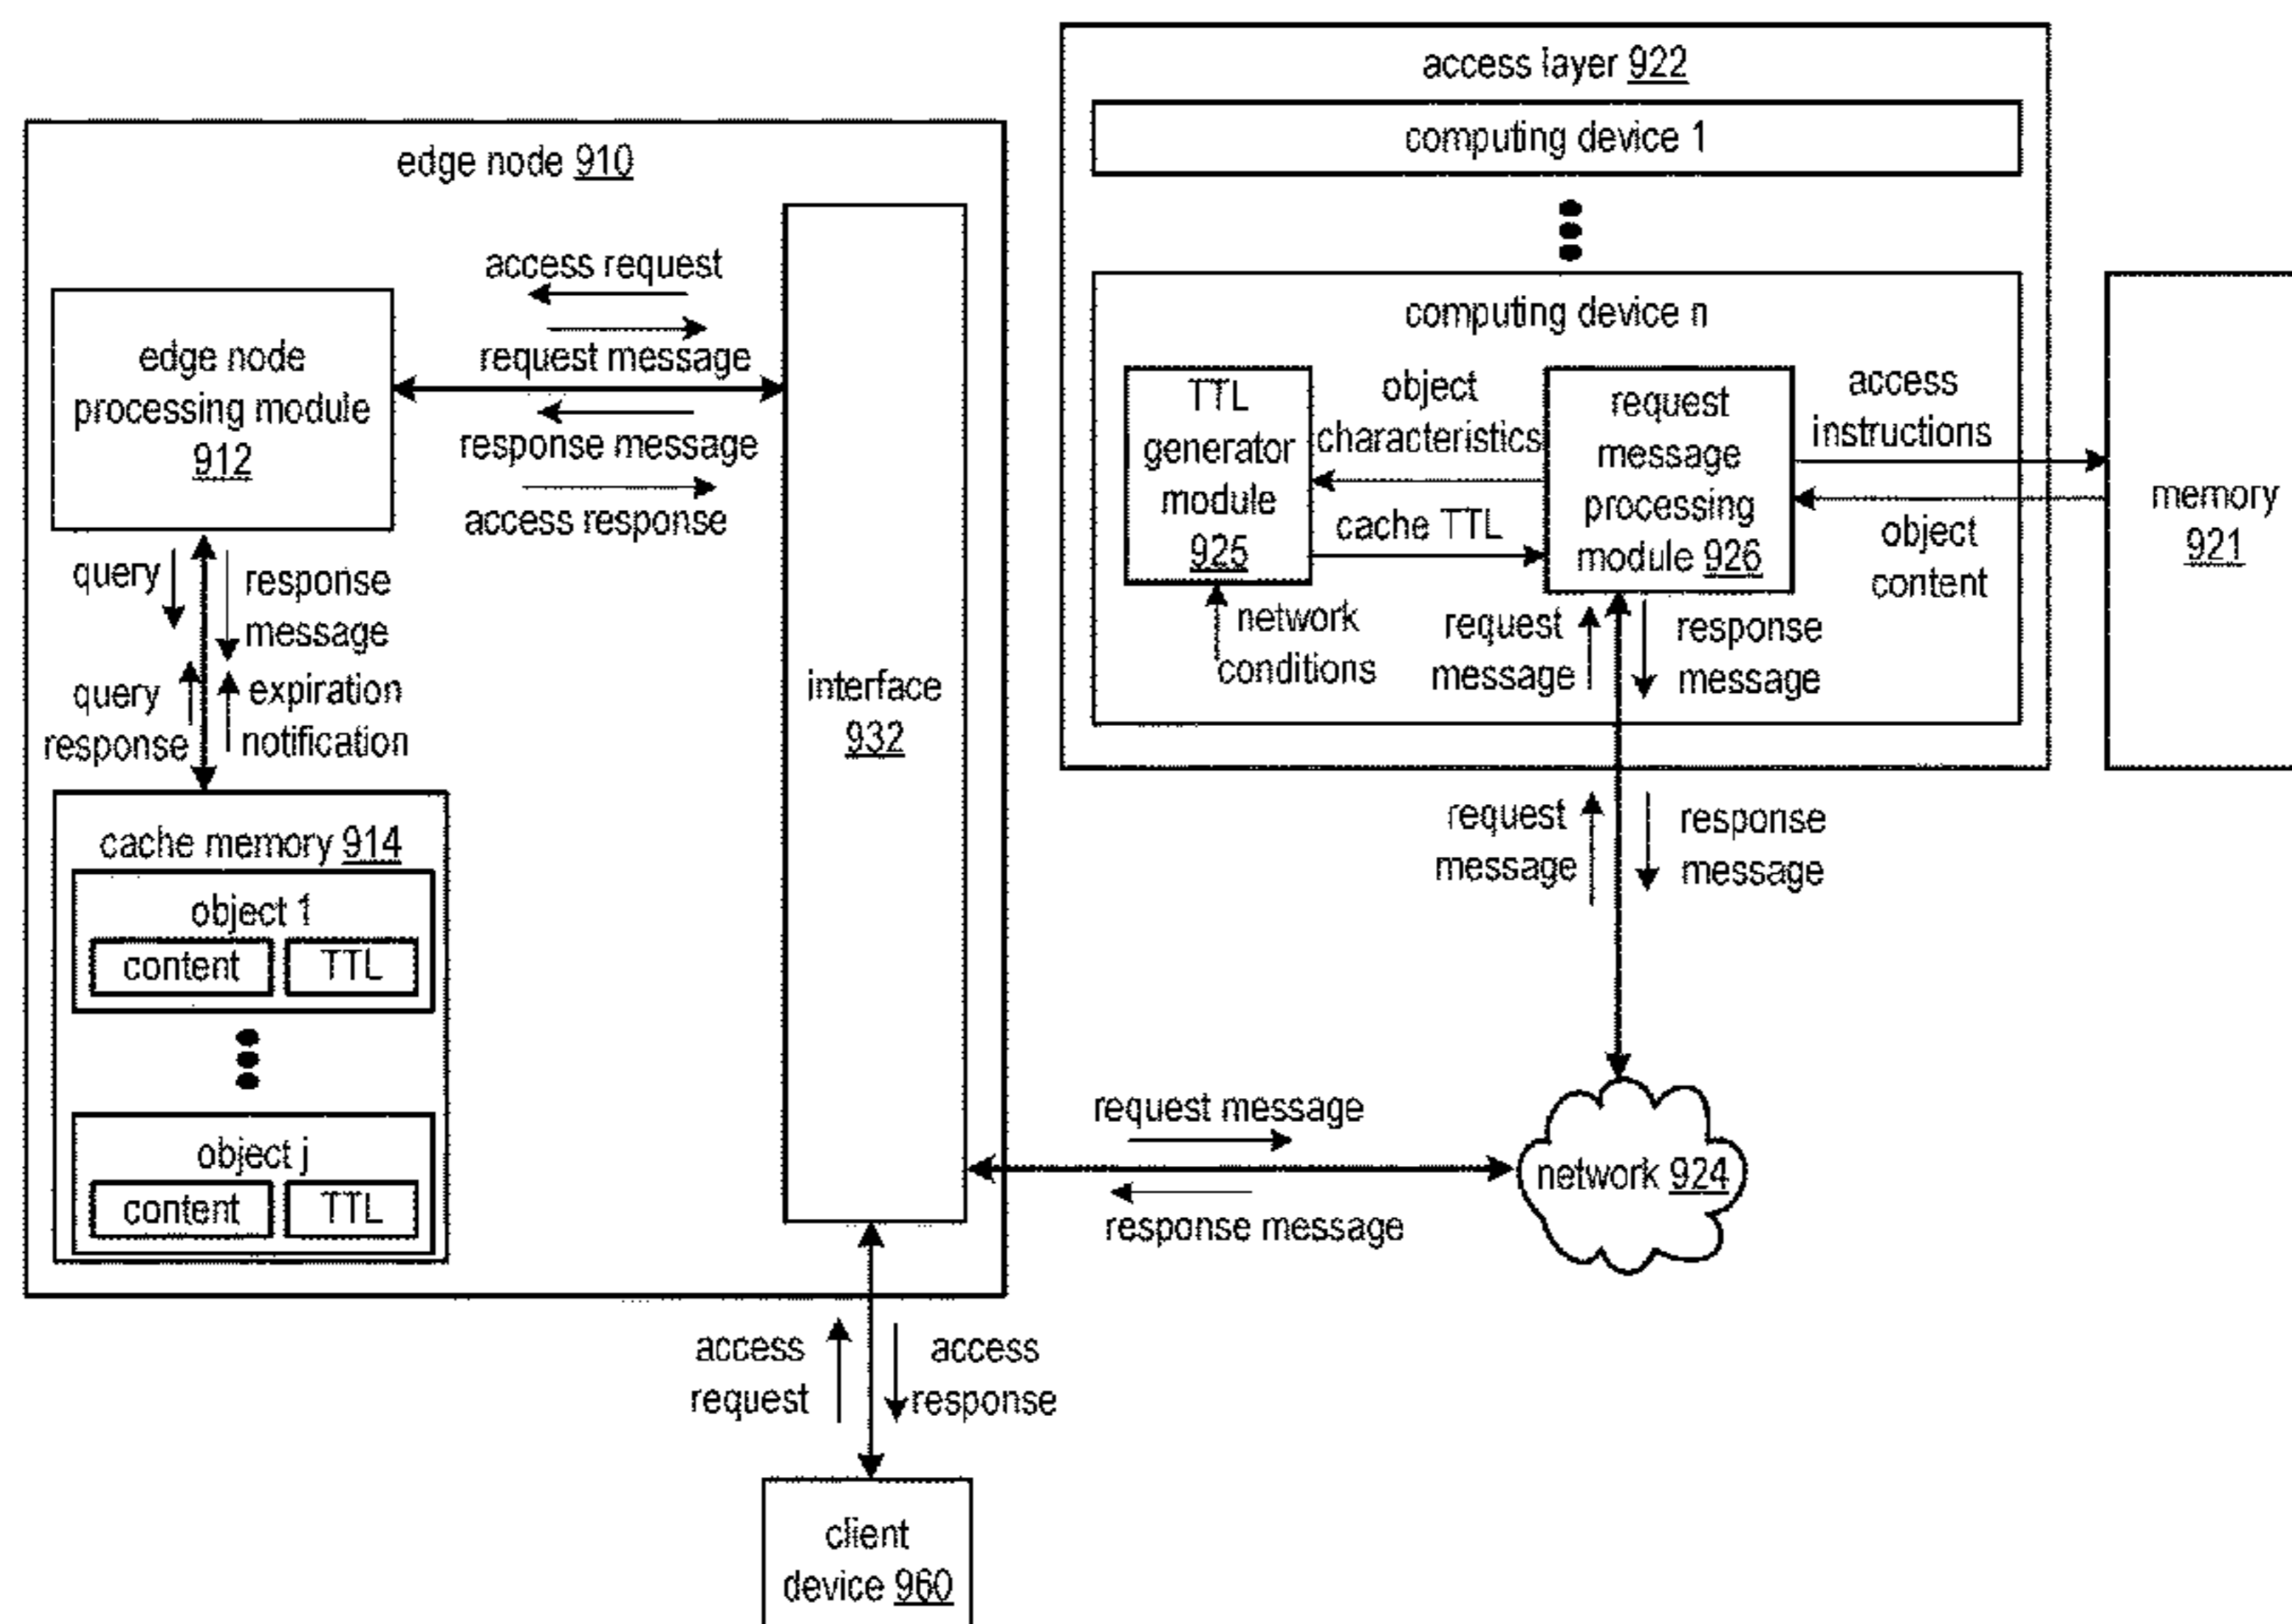 access layer 922
computing device 1
edge node 910
access request
request message
response message
access response
edge node
processing module
912
query
response
message
query
response
expiration
notification
interface
932
cache memory 914
object 1
content
TTL
object j
content
TTL
computing device n
TTL
generator
module
925
object
characteristics
cache TTL
network
conditions
request
message
processing
module 926
access
instructions
object
content
memory
921
request
message
response
message
request
message
response
message
request message
response message
network 924
access
request
access
response
client
device 960